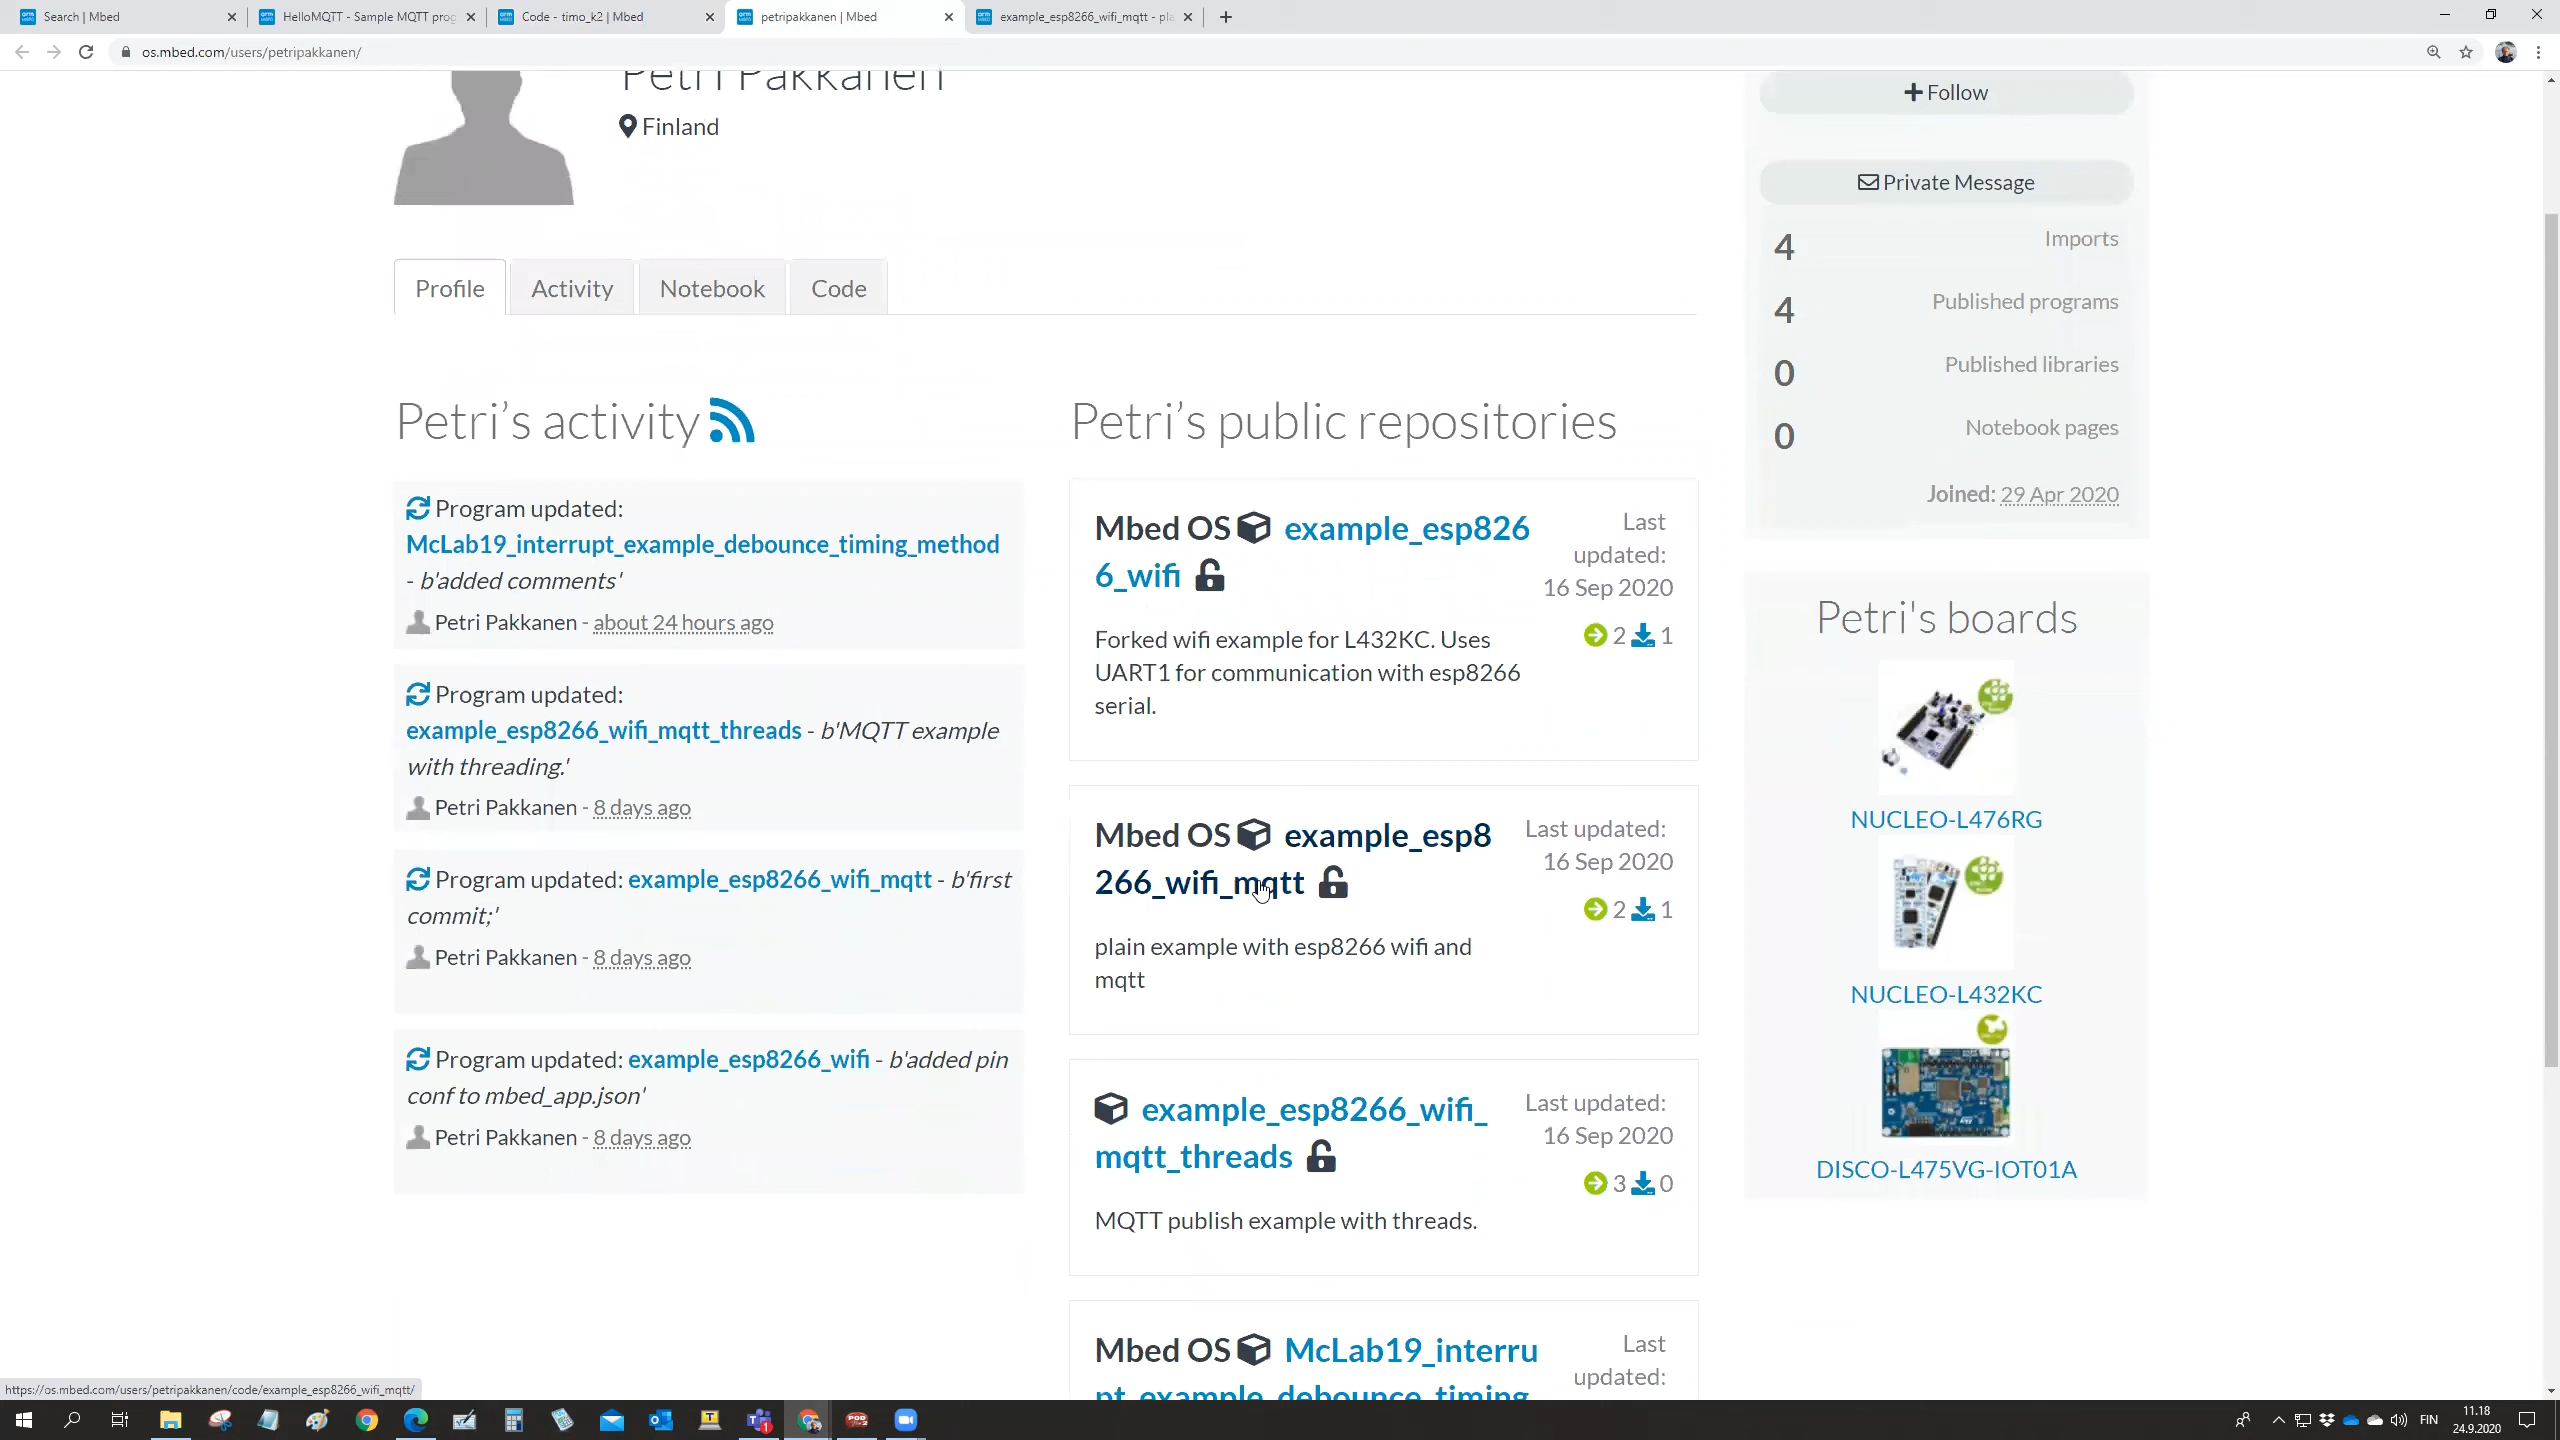 Search | Mbed
HelloMQTT - Sample MQTT prog
Code - timo_k2 | Mbed
petripakkanen | Mbed
example_esp8266_wifi_mqtt - pla
os.mbed.com/users/petripakkanen/
Petri Pakkanen
Finland
Follow
Private Message
4 Imports
4 Published programs
0 Published libraries
0 Notebook pages
Joined: 29 Apr 2020
Profile
Activity
Notebook
Code
Petri’s activity
Program updated:
McLab19_interrupt_example_debounce_timing_method
- b'added comments'
Petri Pakkanen - about 24 hours ago
Program updated:
example_esp8266_wifi_mqtt_threads - b'MQTT example
with threading.'
Petri Pakkanen - 8 days ago
Program updated: example_esp8266_wifi_mqtt - b'first
commit;'
Petri Pakkanen - 8 days ago
Program updated: example_esp8266_wifi - b'added pin
conf to mbed_app.json'
Petri Pakkanen - 8 days ago
Petri’s public repositories
Mbed OS example_esp826
6_wifi
Last
updated:
16 Sep 2020
2 1
Forked wifi example for L432KC. Uses
UART1 for communication with esp8266
serial.
Mbed OS example_esp8
266_wifi_mqtt
Last updated:
16 Sep 2020
2 1
plain example with esp8266 wifi and
mqtt
example_esp8266_wifi_
mqtt_threads
Last updated:
16 Sep 2020
3 0
MQTT publish example with threads.
Mbed OS McLab19_interru
pt_example_debounce_timing
Last
updated:
Petri's boards
NUCLEO-L476RG
NUCLEO-L432KC
DISCO-L475VG-IOT01A
https://os.mbed.com/users/petripakkanen/code/example_esp8266_wifi_mqtt/
FIN
11.18
24.9.2020